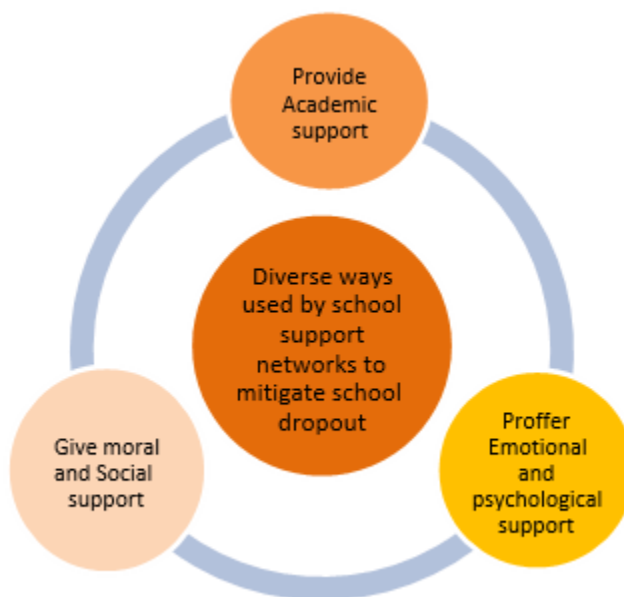 Provide
Academic
support
Diverse ways
used by school
support
networks to
mitigate school
dropout
Give moral
and Social
support
Proffer
Emotional
and
psychological
support